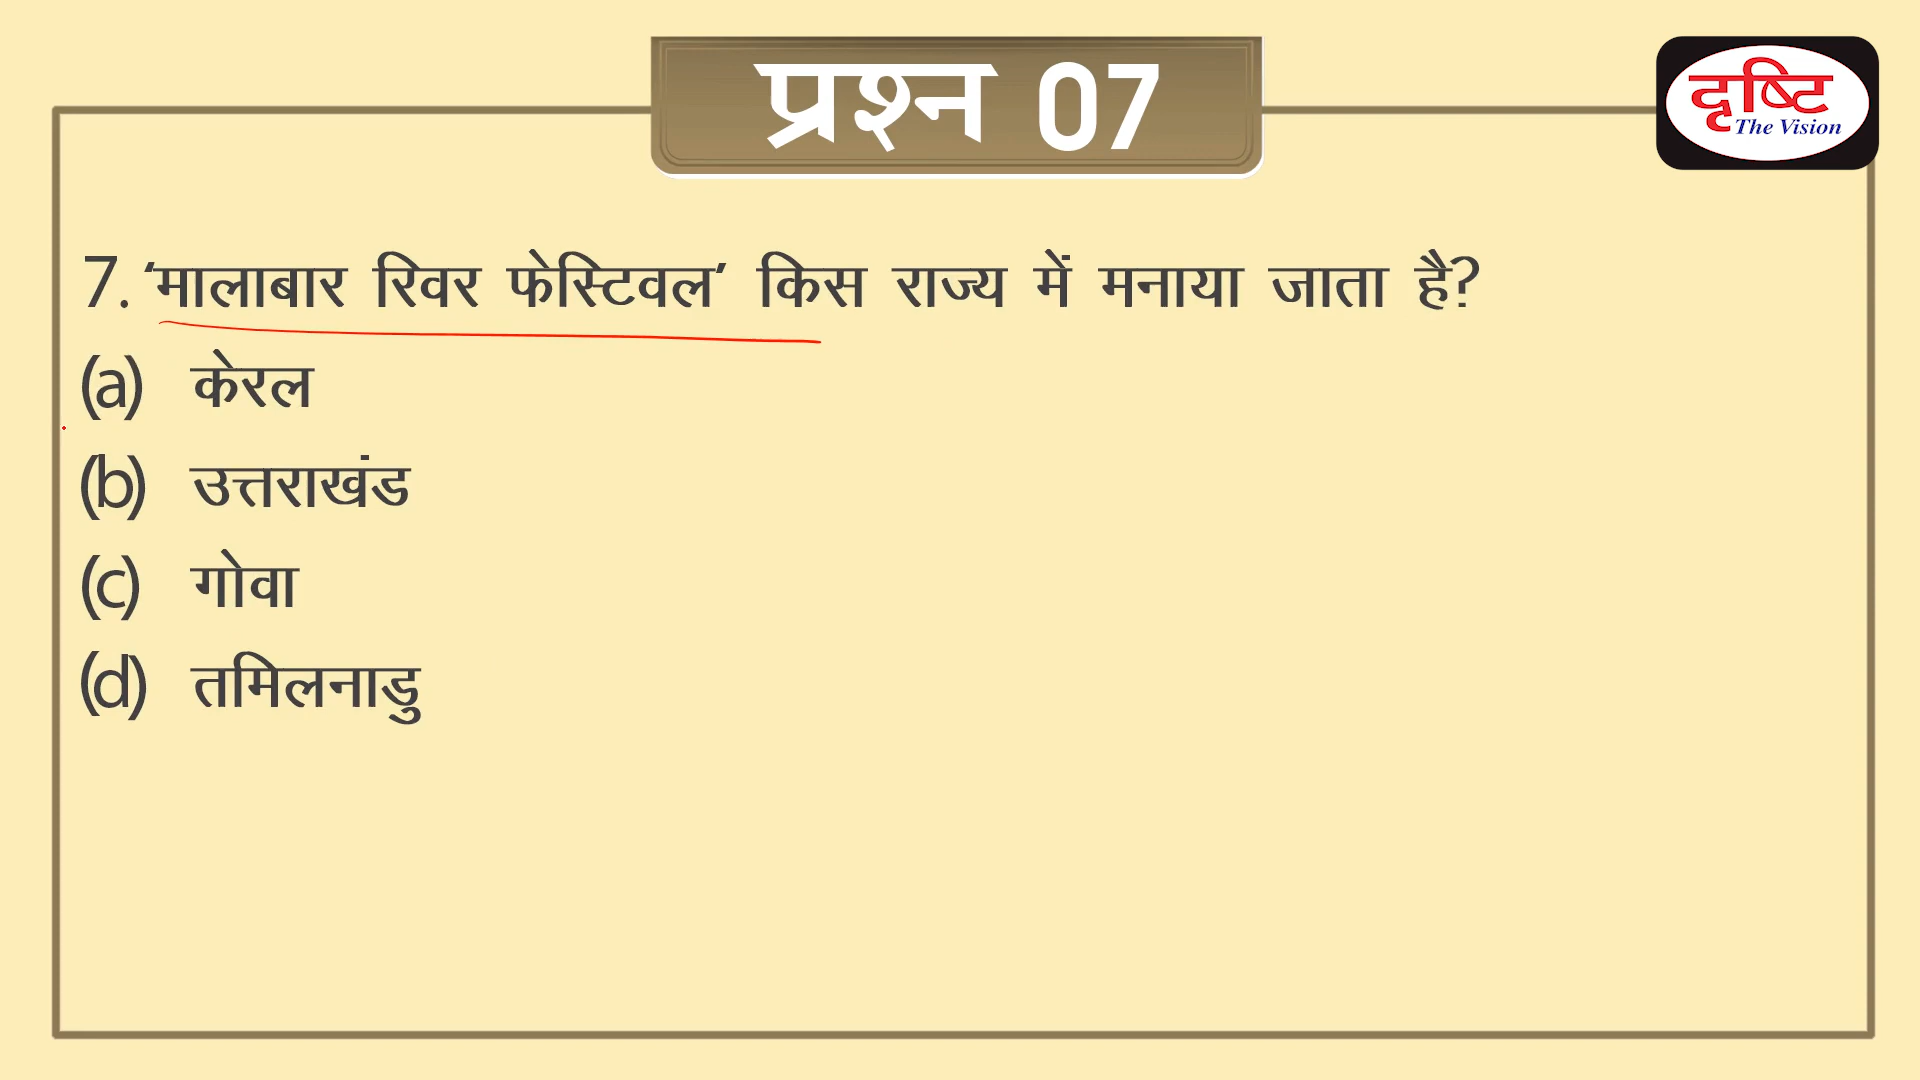 प्रश्न 07
दृष्टि
The Vision
7. ‘मालाबार रिवर फेस्टिवल’ किस राज्य में मनाया जाता है?
(a) केरल
(b) उत्तराखंड
(c) गोवा
(d) तमिलनाडु